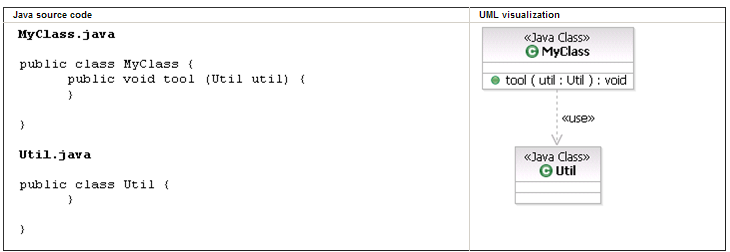 Java source code
UML visualization
MyClass.java
public class MyClass {
public void tool (Util util) {
}
}
Util.java
public class Util {
}
}
«Java Class»
MyClass
tool ( util : Util ) : void
«use»
«Java Class»
Util